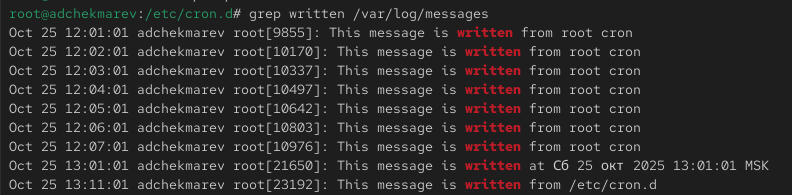 root@adchekmarev:/etc/cron.d# grep written /var/log/messages
Oct 25 12:01:01 adchekmarev root[9855]: This message is written from root cron
Oct 25 12:02:01 adchekmarev root[10170]: This message is written from root cron
Oct 25 12:03:01 adchekmarev root[10337]: This message is written from root cron
Oct 25 12:04:01 adchekmarev root[10497]: This message is written from root cron
Oct 25 12:05:01 adchekmarev root[10642]: This message is written from root cron
Oct 25 12:06:01 adchekmarev root[10803]: This message is written from root cron
Oct 25 12:07:01 adchekmarev root[10976]: This message is written from root cron
Oct 25 13:01:01 adchekmarev root[21650]: This message is written at Сб 25 окт 2025 13:01:01 MSK
Oct 25 13:11:01 adchekmarev root[23192]: This message is written from /etc/cron.d